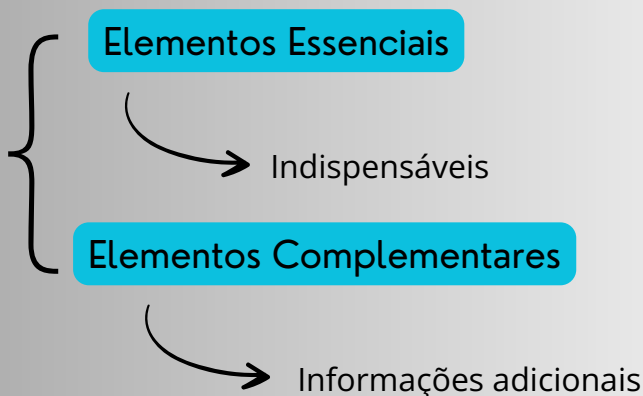 Elementos Essenciais
Indispensáveis
Elementos Complementares
Informações adicionais